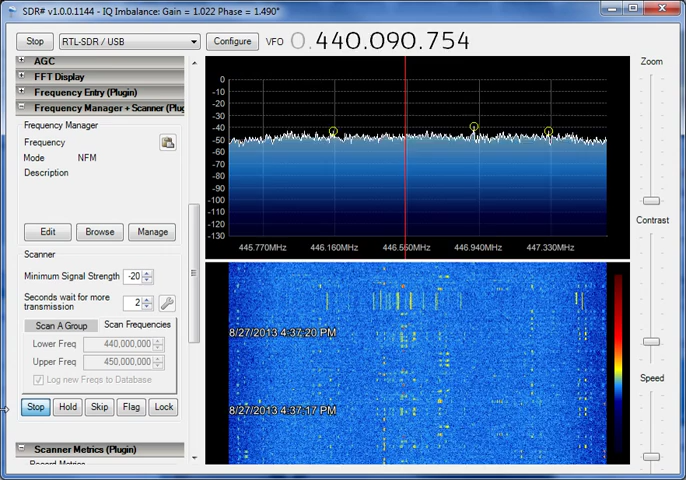 SDR# v1.0.0.1144 - IQ Imbalance: Gain = 1.022 Phase = 1.490°
Stop RTL-SDR / USB Configure VFO 0.440.090.754
AGC
FFT Display
Frequency Entry (Plugin)
Frequency Manager + Scanner (Plug
Frequency Manager
Frequency
Mode NFM
Description
Edit Browse Manage
Scanner
Minimum Signal Strength -20
Seconds wait for more
transmission 2
Scan A Group Scan Frequencies
Lower Freq 440,000,000
Upper Freq 450,000,000
Log new Freqs to Database
Stop Hold Skip Flag Lock
Scanner Metrics (Plugin)
Record Metrics
0
-10
-20
-30
-40
-50
-60
-70
-80
-90
-100
-110
-120
-130
445.770MHz 446.160MHz 446.550MHz 446.940MHz 447.330MHz
8/27/2013 4:37:20 PM
8/27/2013 4:37:17 PM
Zoom
Contrast
Speed